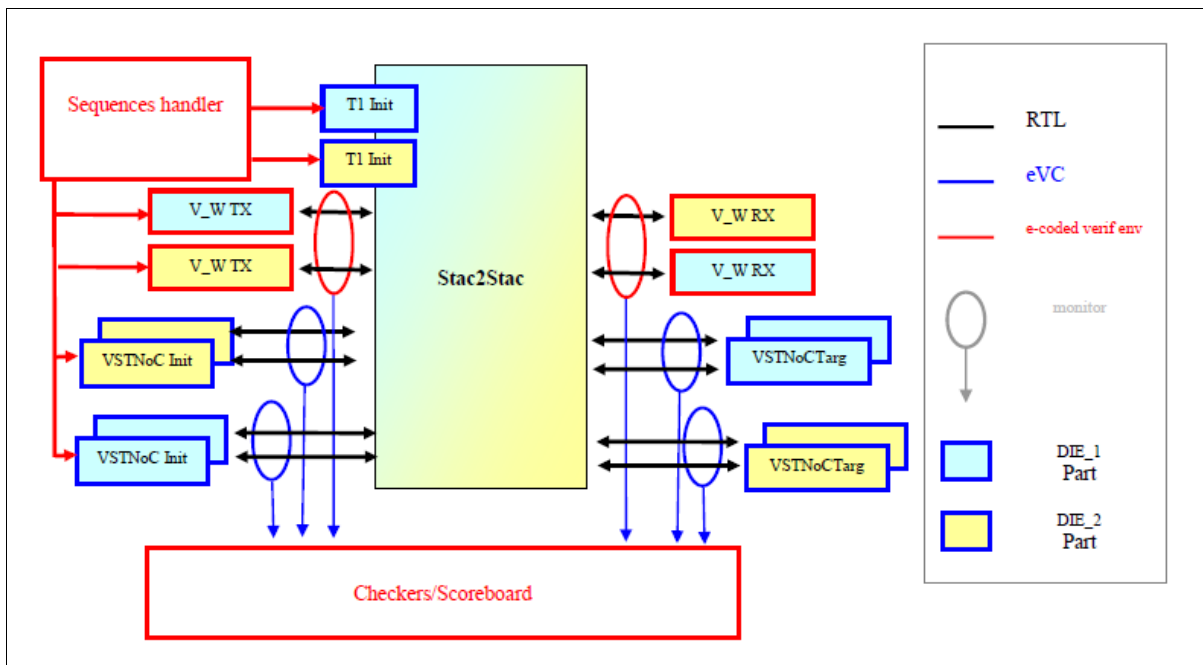 Sequences handler
T1 Init
T1 Init
V_W TX
V_W TX
VSTNoC Init
VSTNoC Init
Stac2Stac
V_W RX
V_W RX
VSTNoCTarg
VSTNoCTarg
Checkers/Scoreboard
RTL
eVC
e-coded verif env
monitor
DIE_1
Part
DIE_2
Part